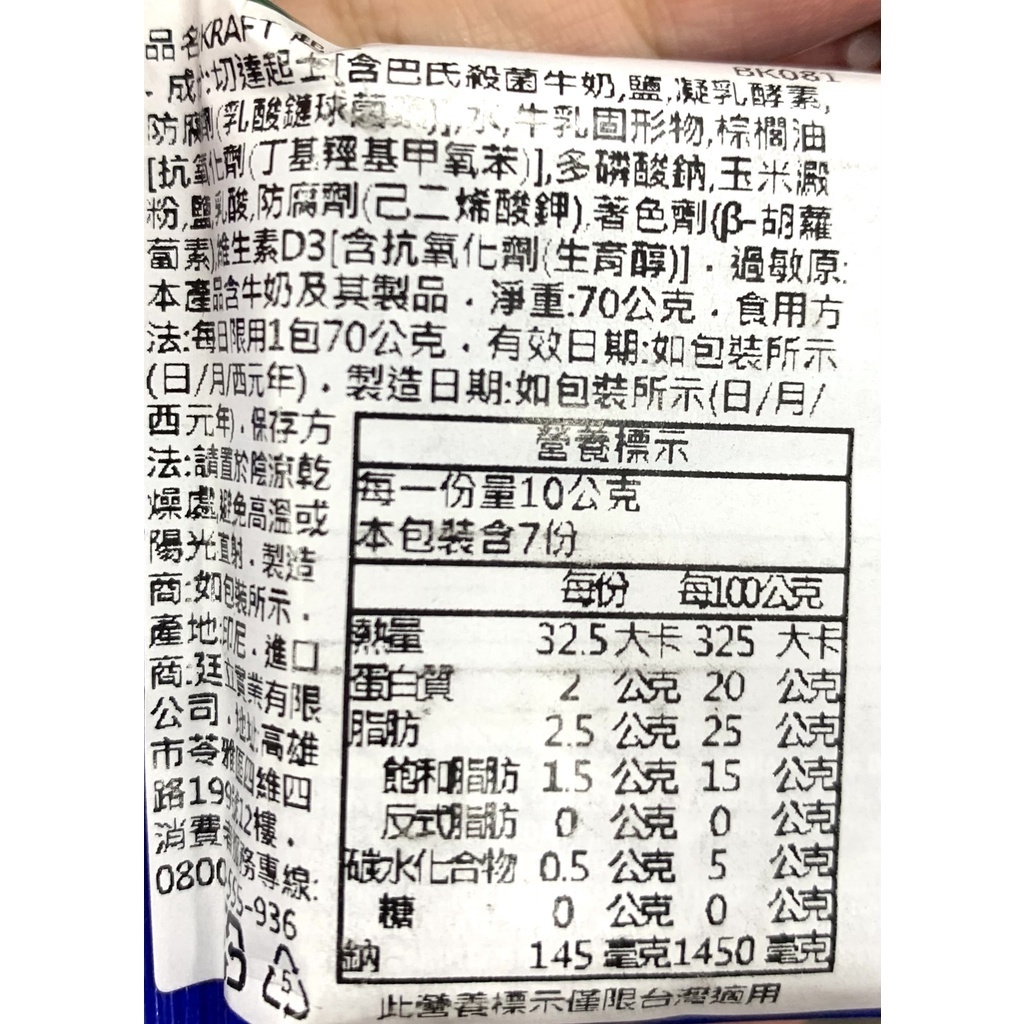 BK081
品名:KRAFT
成分:切達起士[含巴氏殺菌牛奶,鹽,凝乳酵素,
防腐劑(乳酸鏈球菌)],水,牛乳固形物,棕櫚油
[抗氧化劑(丁基羥基甲氧苯)],多磷酸鈉,玉米澱
粉,鹽,乳酸,防腐劑(己二烯酸鉀),著色劑(β-胡蘿
蔔素),維生素D3[含抗氧化劑(生育醇)]．過敏原:
本產品含牛奶及其製品．淨重:70公克．食用方
法:每日限用1包70公克．有效日期:如包裝所示
(日/月/西元年)．製造日期:如包裝所示(日/月/
西元年)．保存方
法:請置於陰涼乾
燥處,避免高溫或
陽光直射．製造
商:如包裝所示．
產地:印尼．進口
商:廷立實業有限
公司．地址:高雄
市苓雅區四維四
路199號12樓．
消費者服務專線:
0800-995-936
營養標示
每一份量10公克
本包裝含7份
每份 每100公克
熱量 32.5 大卡 325 大卡
蛋白質 2 公克 20 公克
脂肪 2.5 公克 25 公克
飽和脂肪 1.5 公克 15 公克
反式脂肪 0 公克 0 公克
碳水化合物 0.5 公克 5 公克
糖 0 公克 0 公克
鈉 145 毫克 1450 毫克
5
此營養標示僅限台灣適用